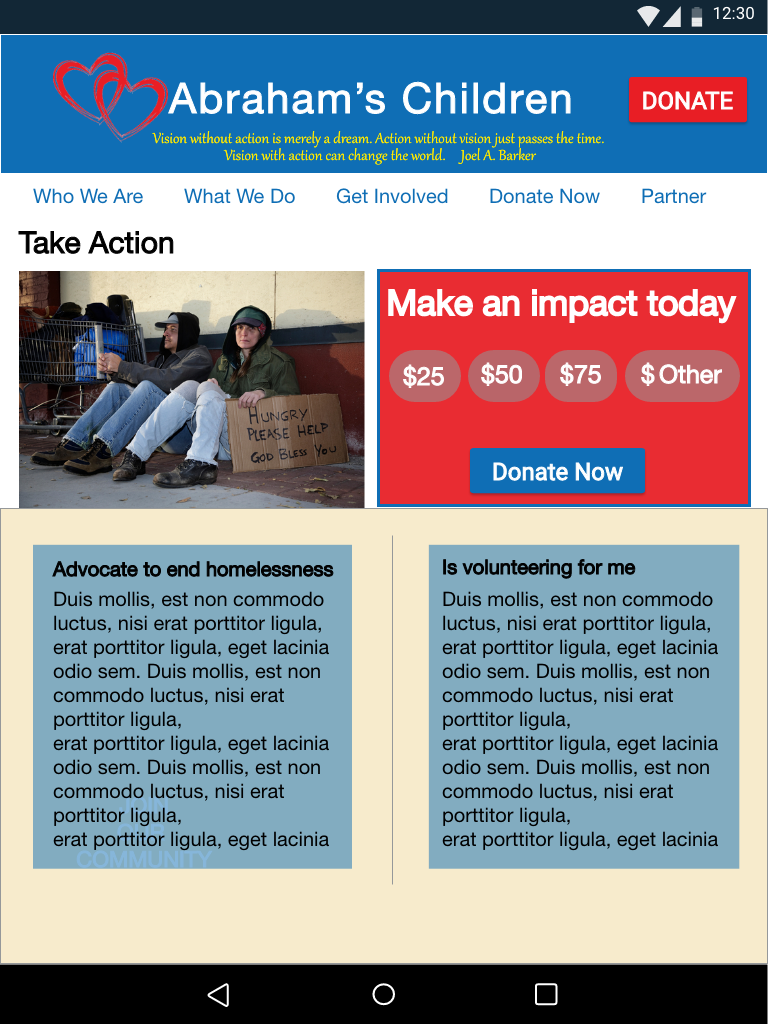 12:30
Abraham’s Children
DONATE
Vision without action is merely a dream. Action without vision just passes the time.
Vision with action can change the world. Joel A. Barker
Who We Are What We Do Get Involved Donate Now Partner
Take Action
HUNGRY
PLEASE HELP
GOD BLESS YOU
Make an impact today
$25 $50 $75 $ Other
Donate Now
Advocate to end homelessness
Duis mollis, est non commodo
luctus, nisi erat porttitor ligula,
erat porttitor ligula, eget lacinia
odio sem. Duis mollis, est non
commodo luctus, nisi erat
porttitor ligula,
erat porttitor ligula, eget lacinia
odio sem. Duis mollis, est non
commodo luctus, nisi erat
porttitor ligula,
erat porttitor ligula, eget lacinia
JOIN
OUR
COMMUNITY
Is volunteering for me
Duis mollis, est non commodo
luctus, nisi erat porttitor ligula,
erat porttitor ligula, eget lacinia
odio sem. Duis mollis, est non
commodo luctus, nisi erat
porttitor ligula,
erat porttitor ligula, eget lacinia
odio sem. Duis mollis, est non
commodo luctus, nisi erat
porttitor ligula,
erat porttitor ligula, eget lacinia